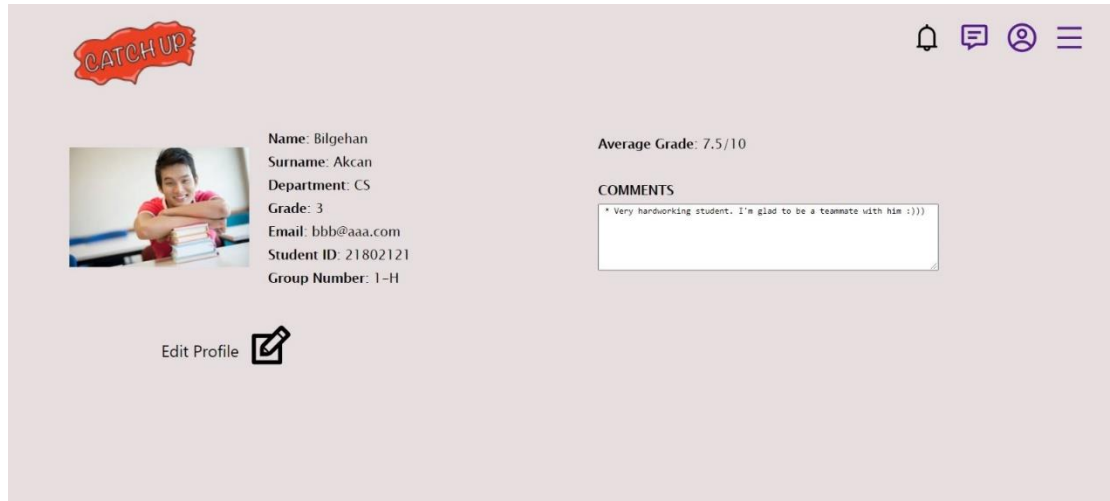 CATCH UP
Name: Bilgehan
Surname: Akcan
Department: CS
Grade: 3
Email: bbb@aaa.com
Student ID: 21802121
Group Number: 1-H
Edit Profile
Average Grade: 7.5/10
COMMENTS
* Very hardworking student. I'm glad to be a teammate with him :)))